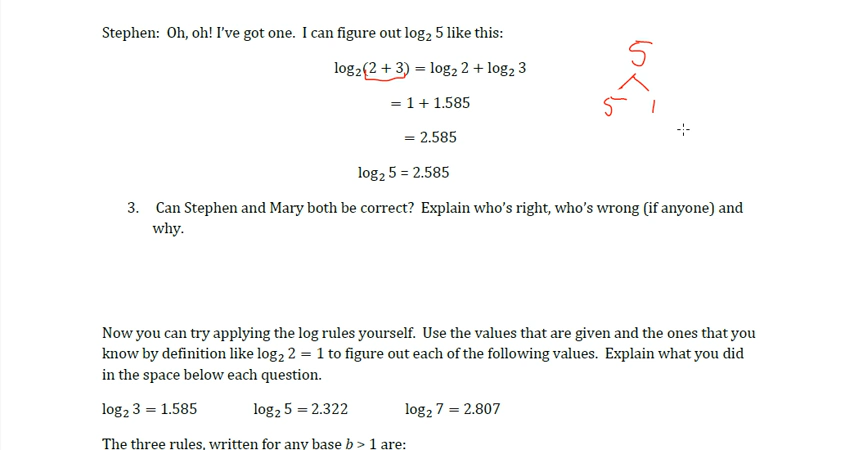 Stephen: Oh, oh! I've got one. I can figure out log₂ 5 like this:
log₂(2 + 3) = log₂ 2 + log₂ 3
= 1 + 1.585
= 2.585
log₂ 5 = 2.585
5
5 1
3. Can Stephen and Mary both be correct? Explain who's right, who's wrong (if anyone) and
why.
Now you can try applying the log rules yourself. Use the values that are given and the ones that you
know by definition like log₂ 2 = 1 to figure out each of the following values. Explain what you did
in the space below each question.
log₂ 3 = 1.585 log₂ 5 = 2.322 log₂ 7 = 2.807
The three rules, written for any base b > 1 are: